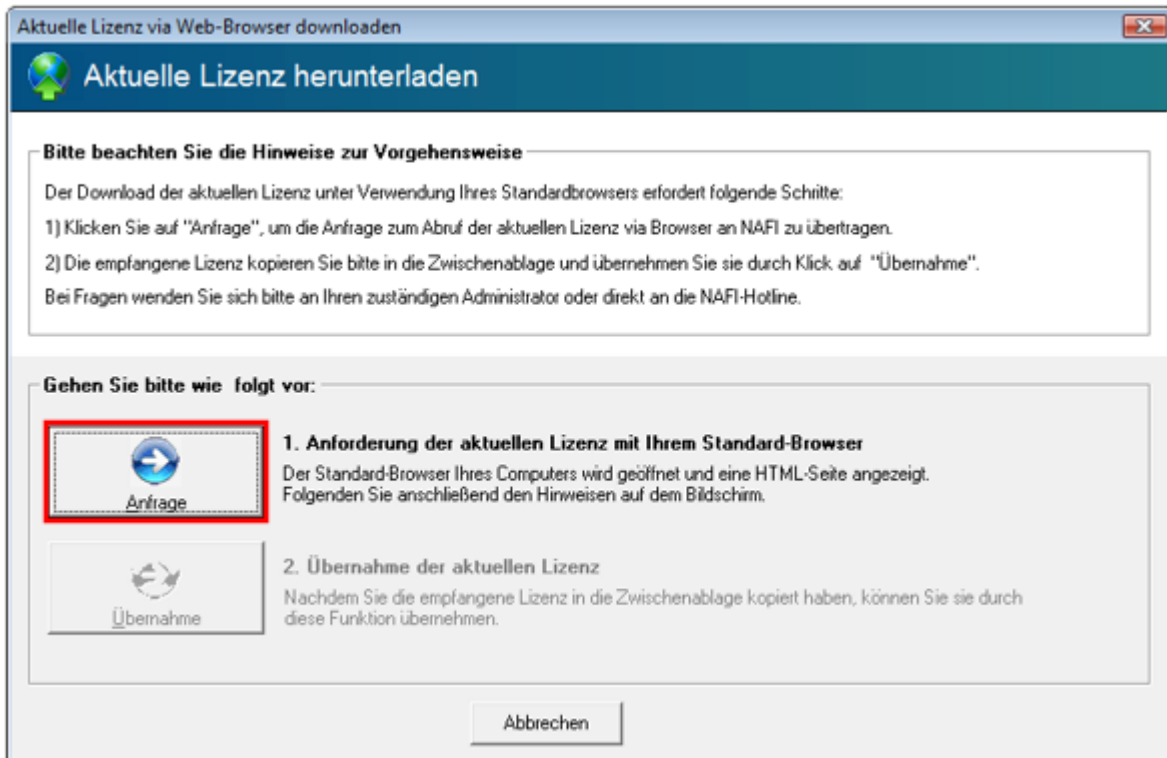 Aktuelle Lizenz via Web-Browser downloaden
Aktuelle Lizenz herunterladen
Bitte beachten Sie die Hinweise zur Vorgehensweise
Der Download der aktuellen Lizenz unter Verwendung Ihres Standardbrowsers erfordert folgende Schritte:
1) Klicken Sie auf "Anfrage", um die Anfrage zum Abruf der aktuellen Lizenz via Browser an NAFI zu übertragen.
2) Die empfangene Lizenz kopieren Sie bitte in die Zwischenablage und übernehmen Sie sie durch Klick auf "Übernahme".
Bei Fragen wenden Sie sich bitte an Ihren zuständigen Administrator oder direkt an die NAFI-Hotline.
Gehen Sie bitte wie folgt vor:
Anfrage
1. Anforderung der aktuellen Lizenz mit Ihrem Standard-Browser
Der Standard-Browser Ihres Computers wird geöffnet und eine HTML-Seite angezeigt.
Folgenden Sie anschließend den Hinweisen auf dem Bildschirm.
Übernahme
2. Übernahme der aktuellen Lizenz
Nachdem Sie die empfangene Lizenz in die Zwischenablage kopiert haben, können Sie sie durch
diese Funktion übernehmen.
Abbrechen